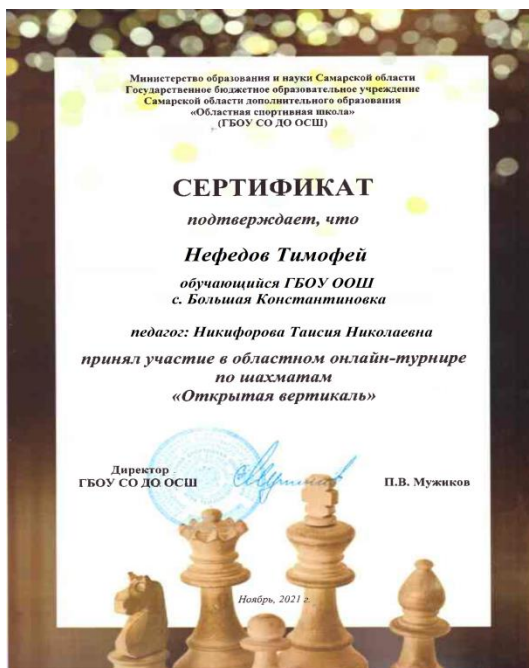 Министерство образования и науки Самарской области
Государственное бюджетное образовательное учреждение
Самарской области дополнительного образования
«Областная спортивная школа»
(ГБОУ СО ДО ОСШ)
СЕРТИФИКАТ
подтверждает, что
Нефедов Тимофей
обучающийся ГБОУ ООШ
с. Большая Константиновка
педагог: Никифорова Таисия Николаевна
принял участие в областном онлайн-турнире
по шахматам
«Открытая вертикаль»
Директор
ГБОУ СО ДО ОСШ
П.В. Мужиков
Ноябрь, 2021 г.